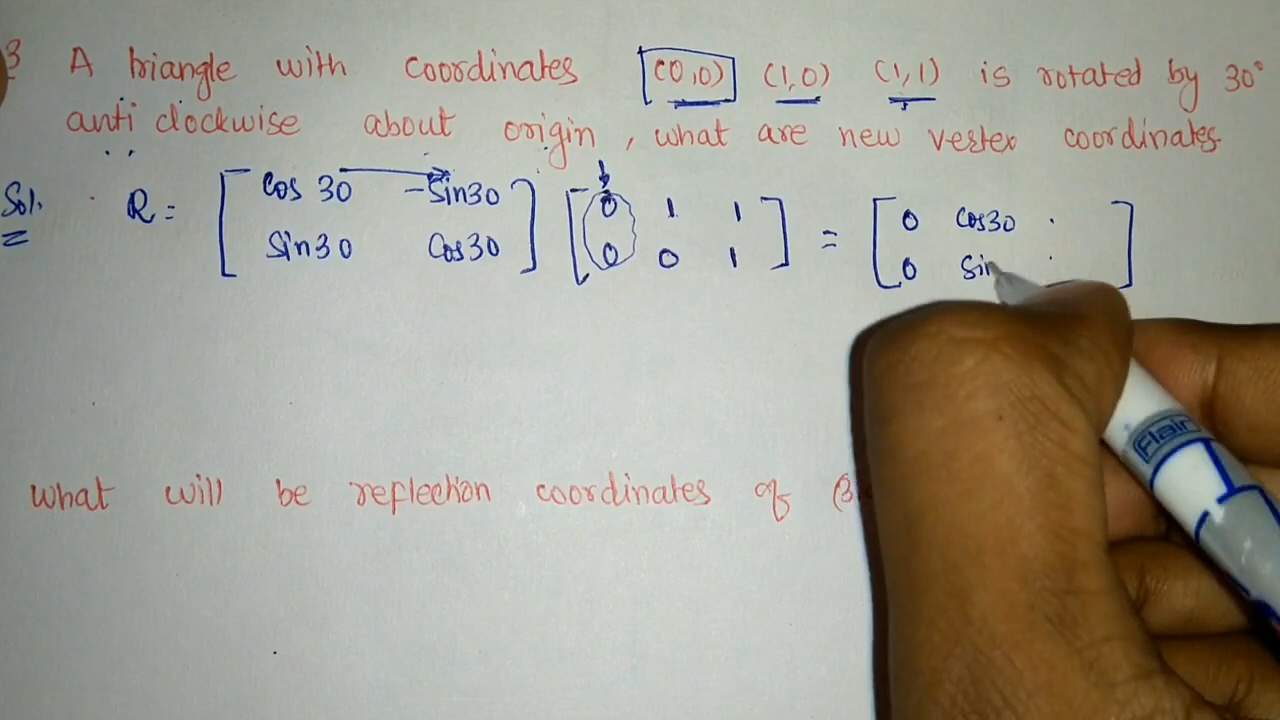 3 A triangle with coordinates (0,0) (1,0) (1,1) is rotated by 30°
anti clockwise about origin, what are new vertex coordinates.
Sol. R = [ cos 30 -sin30 ] [ 0 1 1 ] = [ 0 cos30 . ]
sin30 cos30 0 0 1 0 sin .
what will be reflection coordinates of (3
Flair